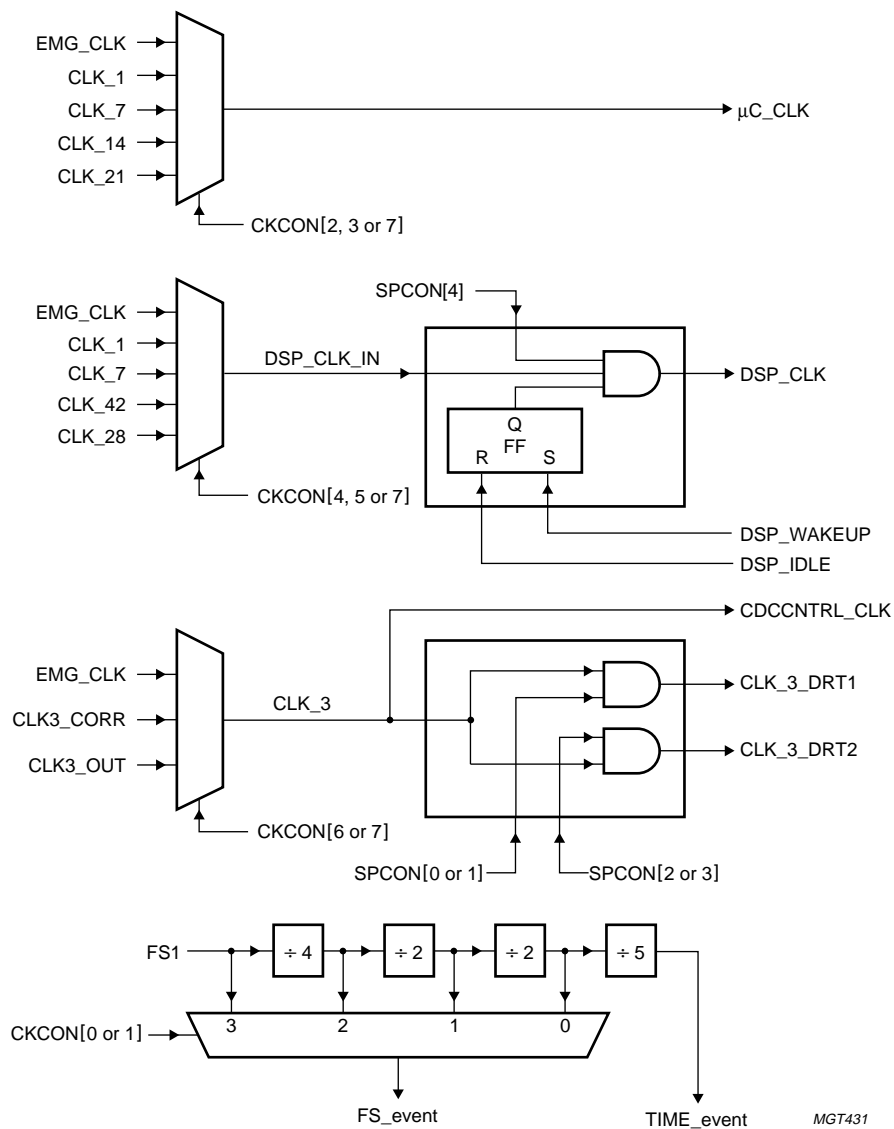 EMG_CLK
CLK_1
CLK_7
CLK_14
CLK_21
μC_CLK
CKCON[2, 3 or 7]
SPCON[4]
EMG_CLK
CLK_1
CLK_7
CLK_42
CLK_28
DSP_CLK_IN
DSP_CLK
Q
FF
R S
CKCON[4, 5 or 7]
DSP_WAKEUP
DSP_IDLE
CDCCNTRL_CLK
EMG_CLK
CLK3_CORR
CLK3_OUT
CLK_3
CLK_3_DRT1
CLK_3_DRT2
CKCON[6 or 7]
SPCON[0 or 1]
SPCON[2 or 3]
FS1
÷ 4
÷ 2
÷ 2
÷ 5
3 2 1 0
CKCON[0 or 1]
FS_event
TIME_event
MGT431